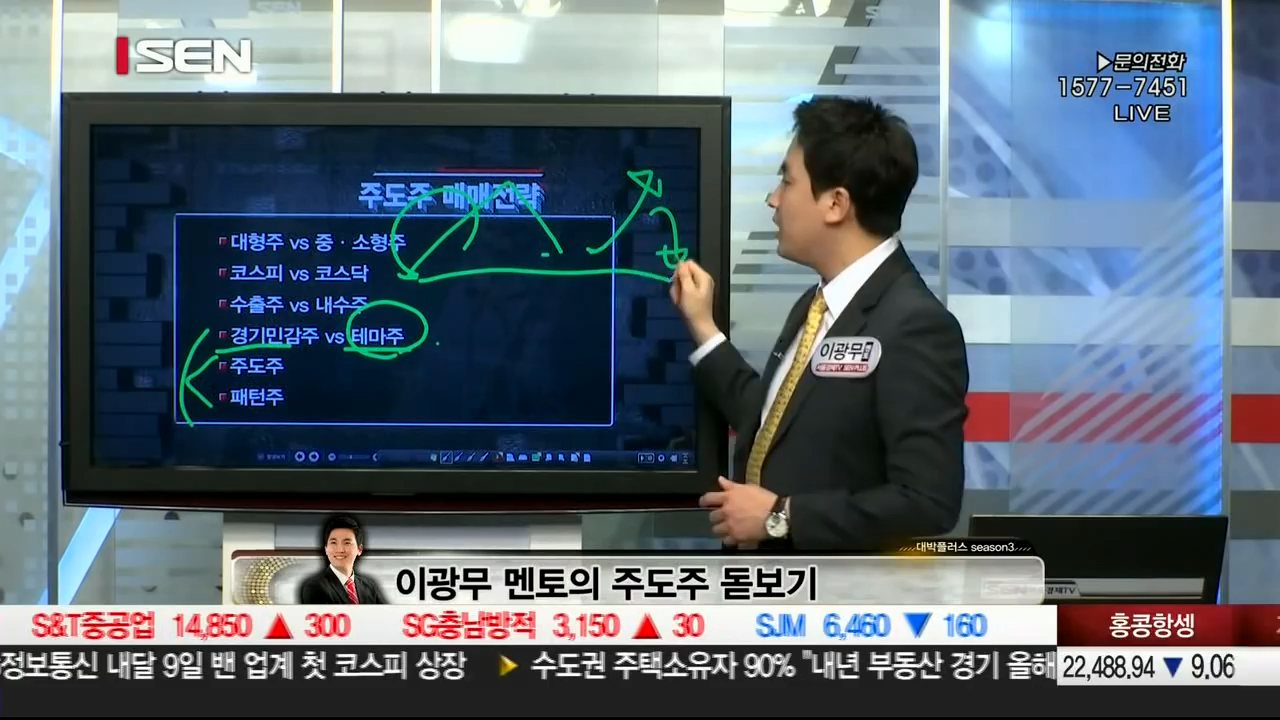 SEN
▶문의전화
1577-7451
LIVE
주도주 매매전략
대형주 vs 중 · 소형주
코스피 vs 코스닥
수출주 vs 내수주
경기민감주 vs 테마주
주도주
패턴주
이광무
대박플러스 season3
이광무 멘토의 주도주 돋보기
경제TV
S&T중공업 14,850 ▲ 300 SG충남방적 3,150 ▲ 30 SJM 6,460 ▼ 160
홍콩항셍
정보통신 내달 9일 밴 업계 첫 코스피 상장 ▶ 수도권 주택소유자 90% "내년 부동산 경기 올해
22,488.94 ▼ 9.06